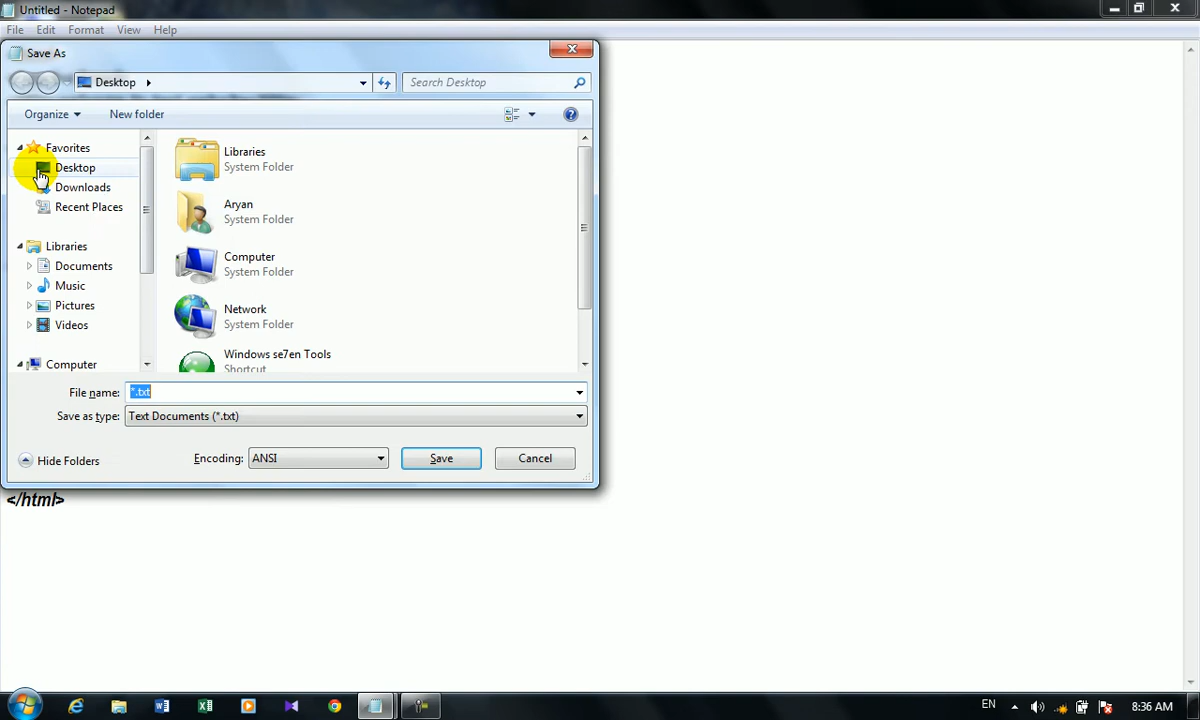 Untitled - Notepad
File Edit Format View Help
Save As
Desktop
Search Desktop
Organize New folder
Favorites
Desktop
Downloads
Recent Places
Libraries
Documents
Music
Pictures
Videos
Computer
Libraries
System Folder
Aryan
System Folder
Computer
System Folder
Network
System Folder
Windows se7en Tools
Shortcut
File name: *.txt
Save as type: Text Documents (*.txt)
Hide Folders Encoding: ANSI Save Cancel
</html>
EN 8:36 AM